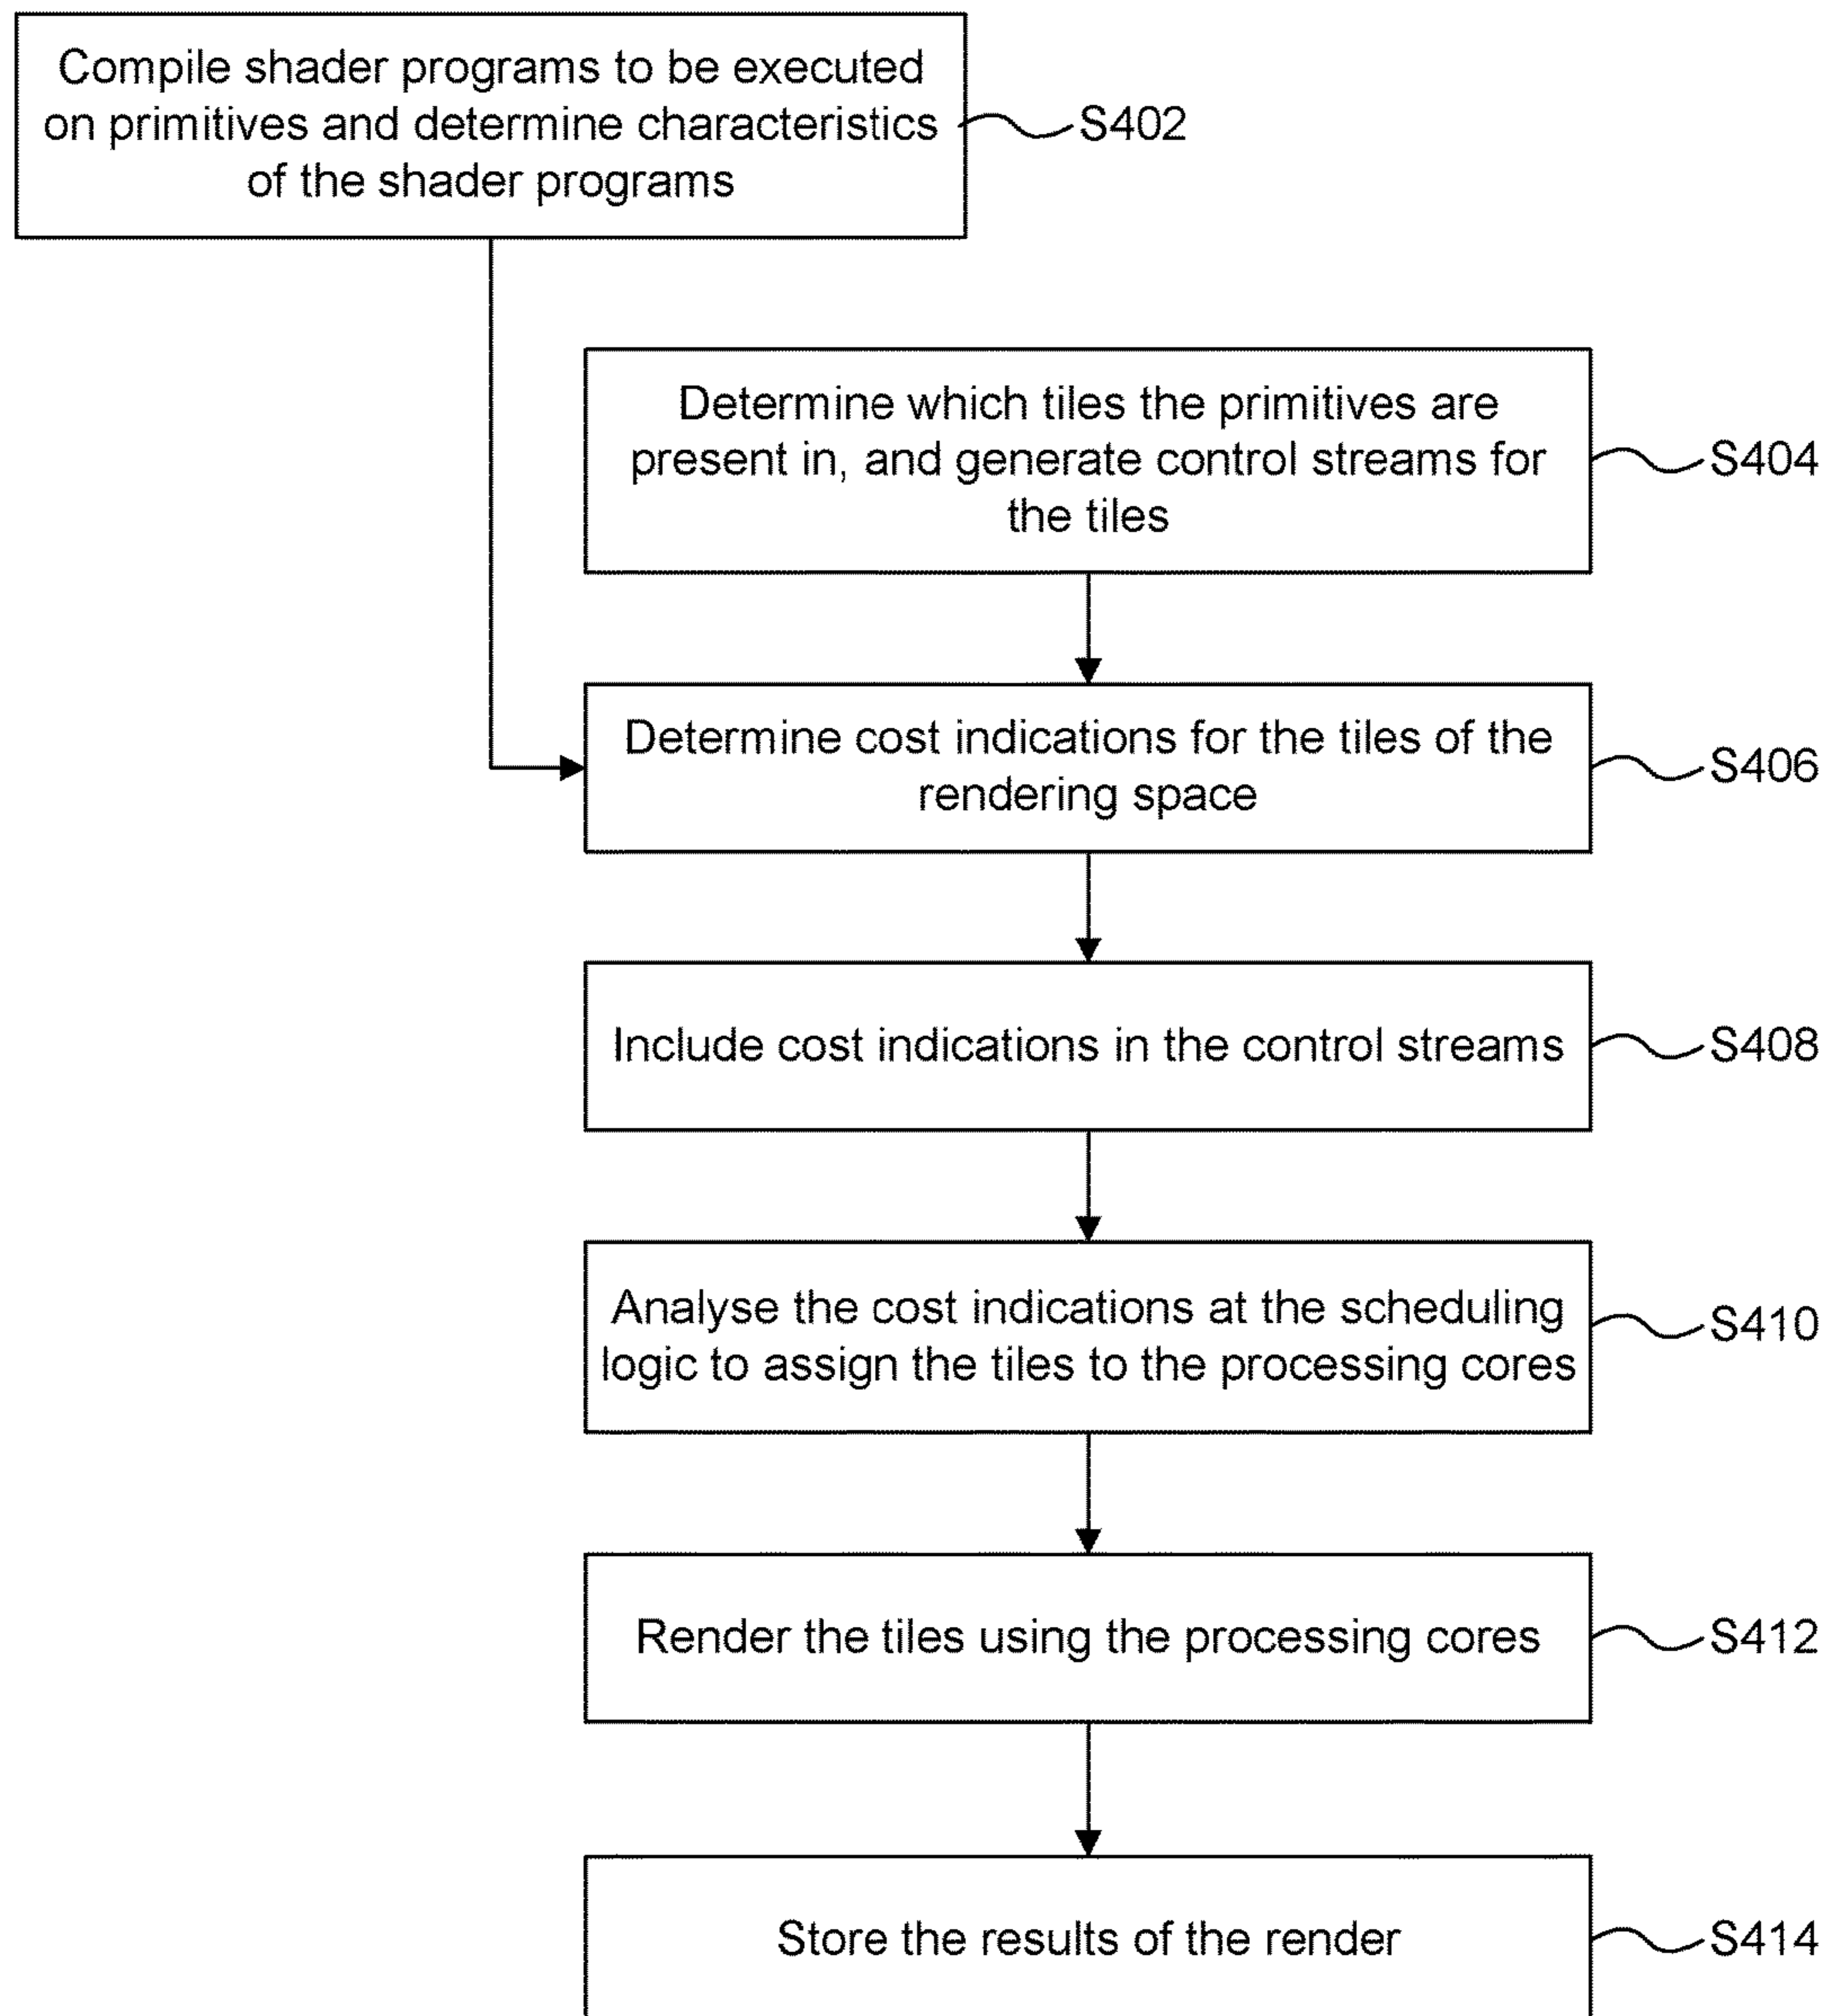 Compile shader programs to be executed
on primitives and determine characteristics
of the shader programs
S402
Determine which tiles the primitives are
present in, and generate control streams for
the tiles
S404
Determine cost indications for the tiles of the
rendering space
S406
Include cost indications in the control streams
S408
Analyse the cost indications at the scheduling
logic to assign the tiles to the processing cores
S410
Render the tiles using the processing cores
S412
Store the results of the render
S414